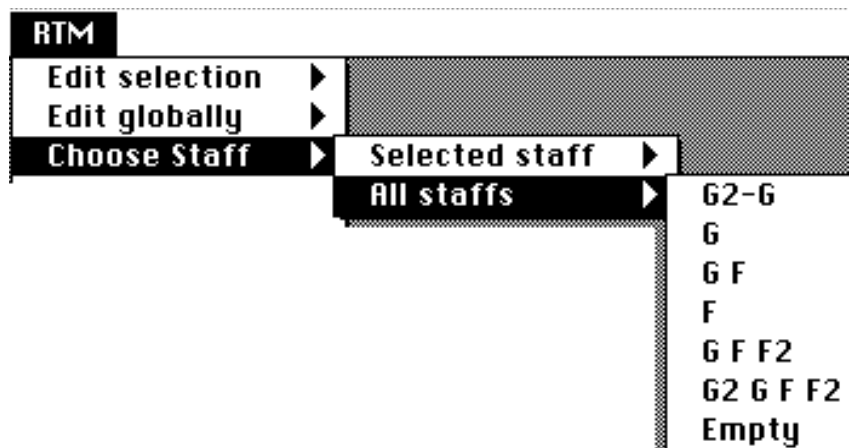 RTM
Edit selection
Edit globally
Choose Staff
Selected staff
All staffs
G2-G
G
G F
F
G F F2
G2 G F F2
Empty